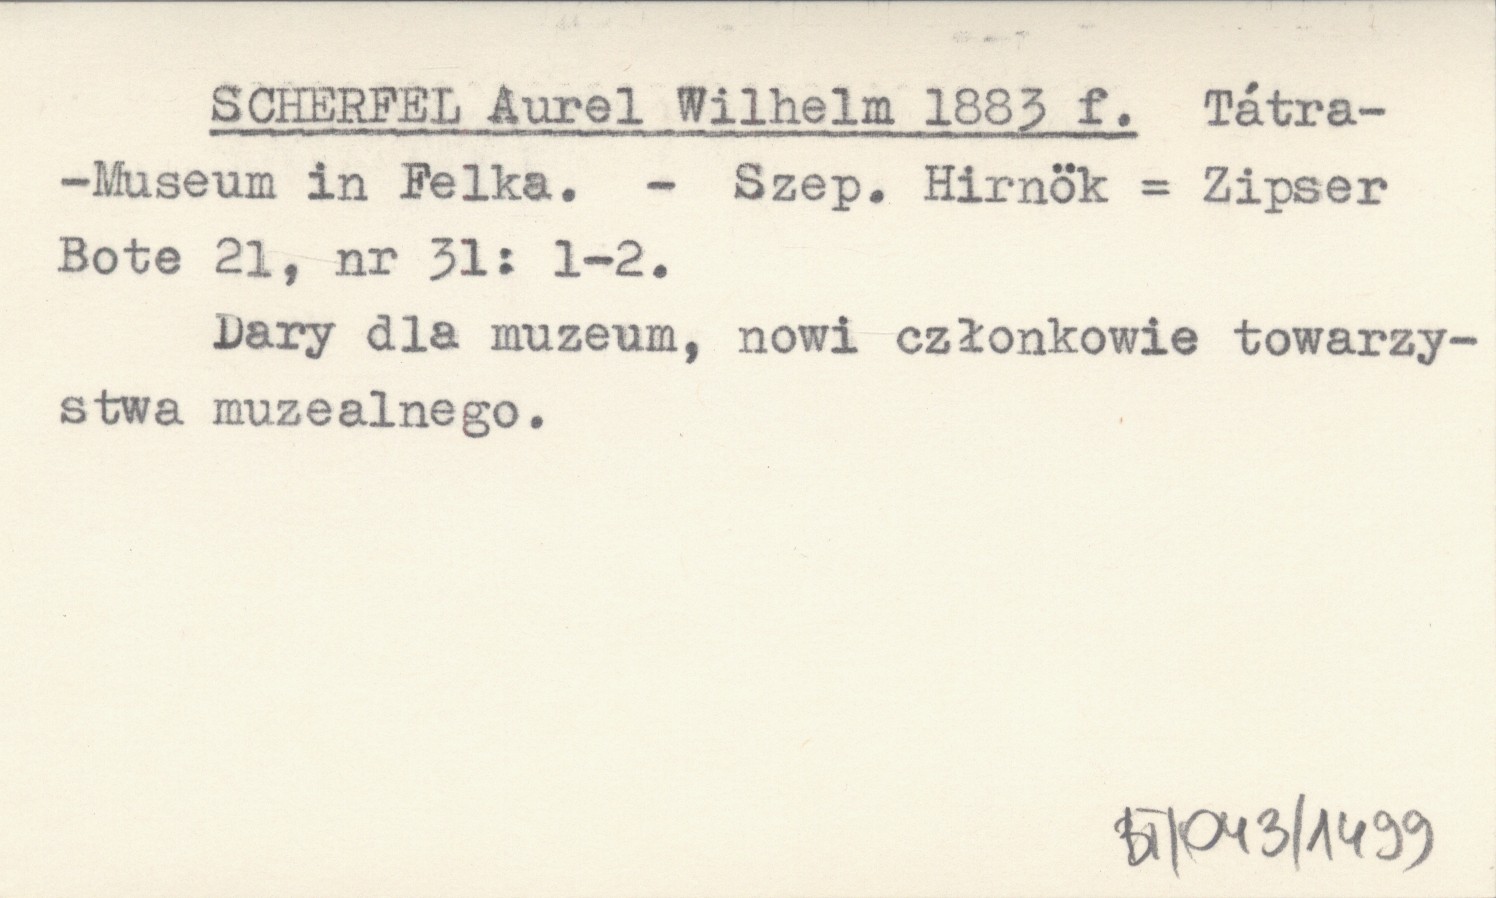 SCHERFEL Aurel Wilhelm 1883 f. Tátra-
-Museum in Felka. - Szep. Hirnök = Zipser
Bote 21, nr 31: 1-2.
Dary dla muzeum, nowi członkowie towarzy-
stwa muzealnego.
BT/043/1499